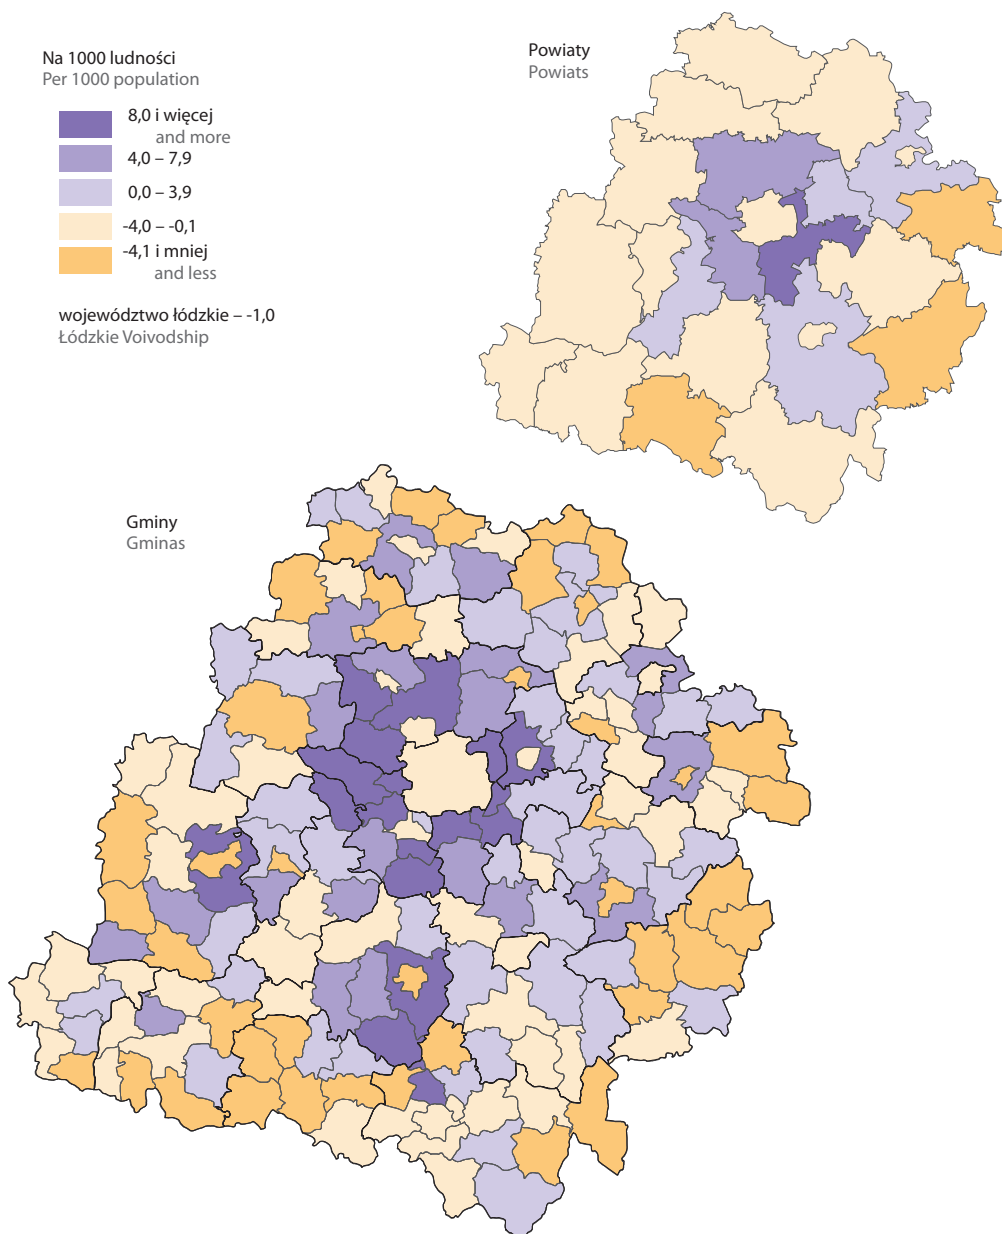 Na 1000 ludności
Per 1000 population
8,0 i więcej
and more
4,0 – 7,9
0,0 – 3,9
-4,0 – -0,1
-4,1 i mniej
and less
województwo łódzkie – -1,0
Łódzkie Voivodship
Powiaty
Powiats
Gminy
Gminas